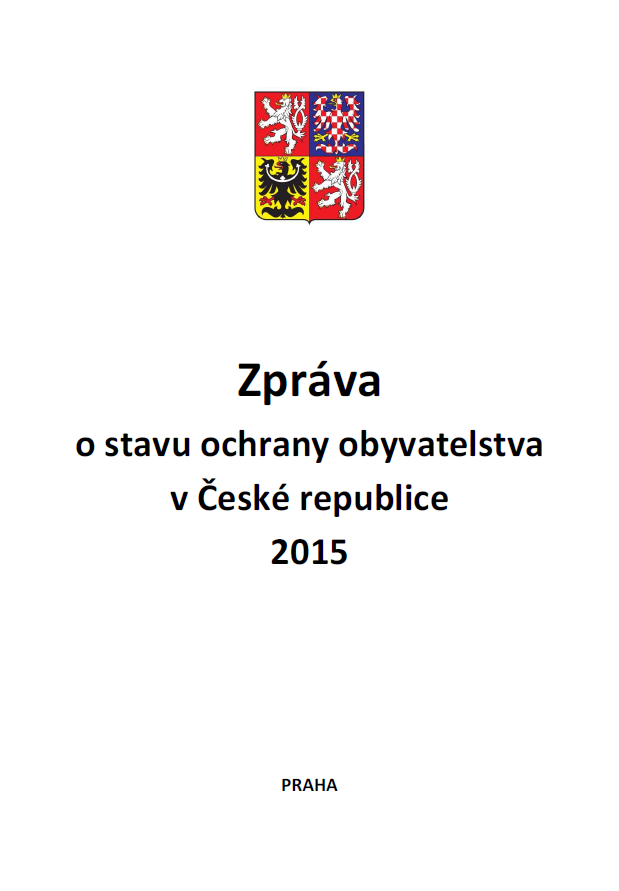 Zpráva
o stavu ochrany obyvatelstva
v České republice
2015
PRAHA